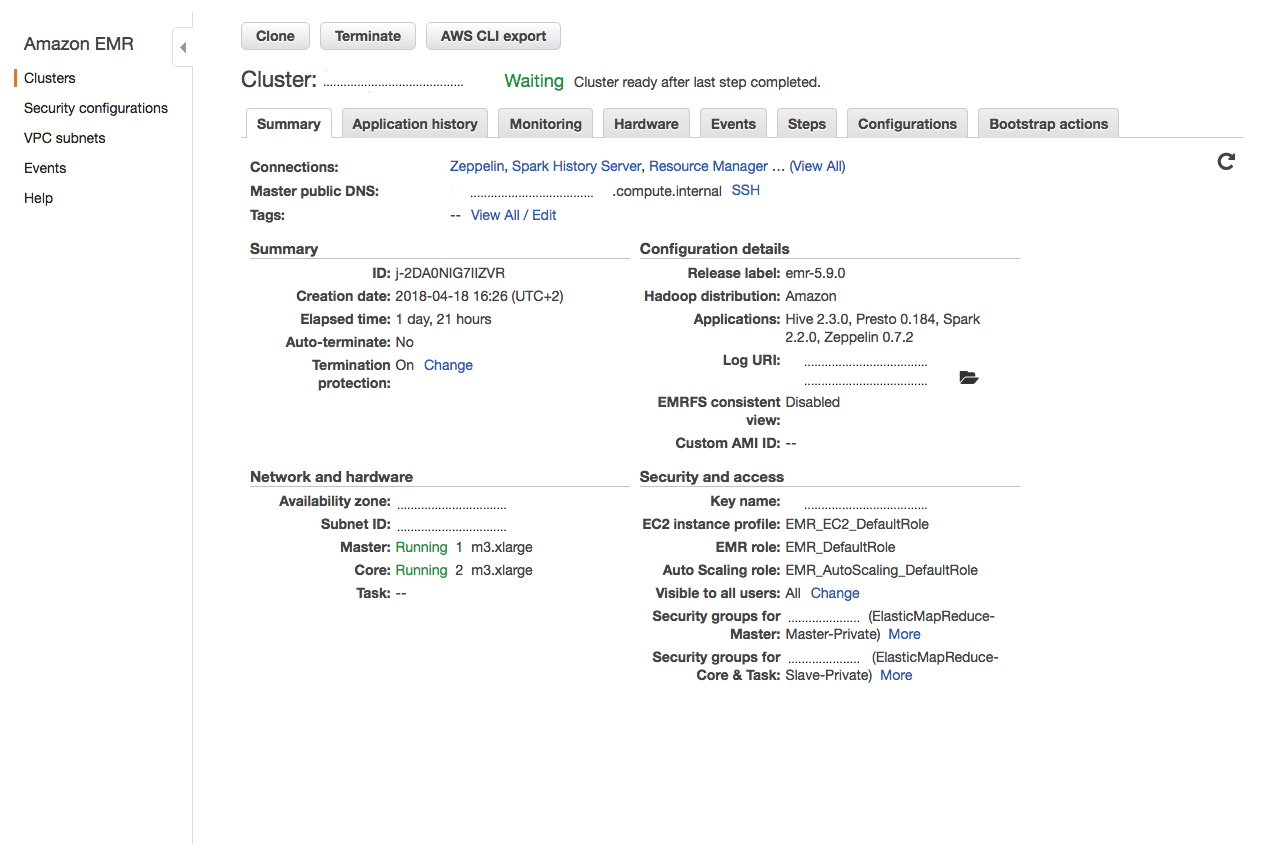 Amazon EMR
Clusters
Security configurations
VPC subnets
Events
Help
Clone Terminate AWS CLI export
Cluster: Waiting Cluster ready after last step completed.
Summary Application history Monitoring Hardware Events Steps Configurations Bootstrap actions
Connections: Zeppelin, Spark History Server, Resource Manager … (View All)
Master public DNS: .compute.internal SSH
Tags: -- View All / Edit
Summary
ID: j-2DA0NIG7IIZVR
Creation date: 2018-04-18 16:26 (UTC+2)
Elapsed time: 1 day, 21 hours
Auto-terminate: No
Termination On Change
protection:
Configuration details
Release label: emr-5.9.0
Hadoop distribution: Amazon
Applications: Hive 2.3.0, Presto 0.184, Spark
2.2.0, Zeppelin 0.7.2
Log URI:
EMRFS consistent Disabled
view:
Custom AMI ID: --
Network and hardware
Availability zone:
Subnet ID:
Master: Running 1 m3.xlarge
Core: Running 2 m3.xlarge
Task: --
Security and access
Key name:
EC2 instance profile: EMR_EC2_DefaultRole
EMR role: EMR_DefaultRole
Auto Scaling role: EMR_AutoScaling_DefaultRole
Visible to all users: All Change
Security groups for (ElasticMapReduce-
Master: Master-Private) More
Security groups for (ElasticMapReduce-
Core & Task: Slave-Private) More